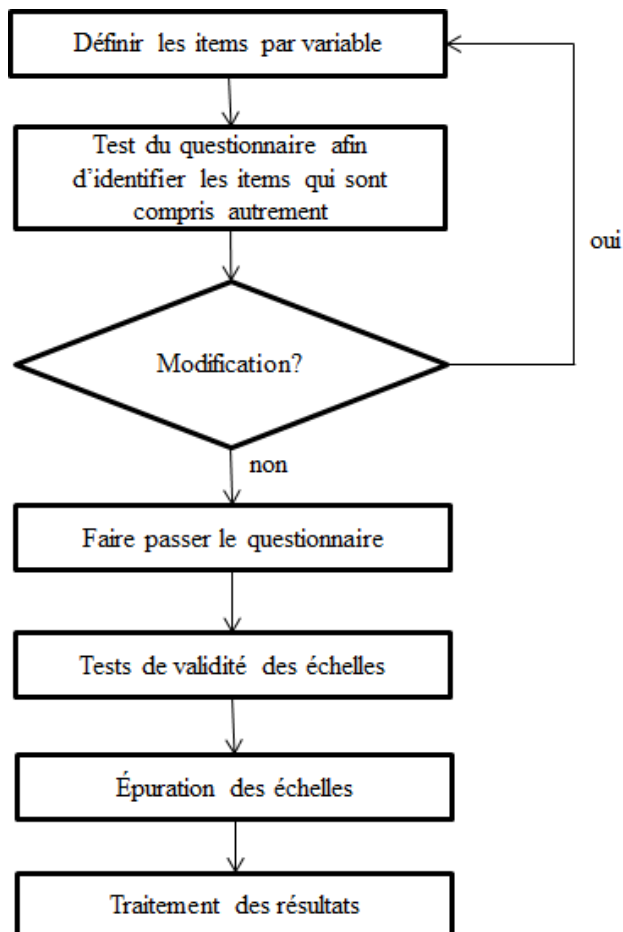 Définir les items par variable
Test du questionnaire afin
d'identifier les items qui sont
compris autrement
oui
Modification?
non
Faire passer le questionnaire
Tests de validité des échelles
Épuration des échelles
Traitement des résultats